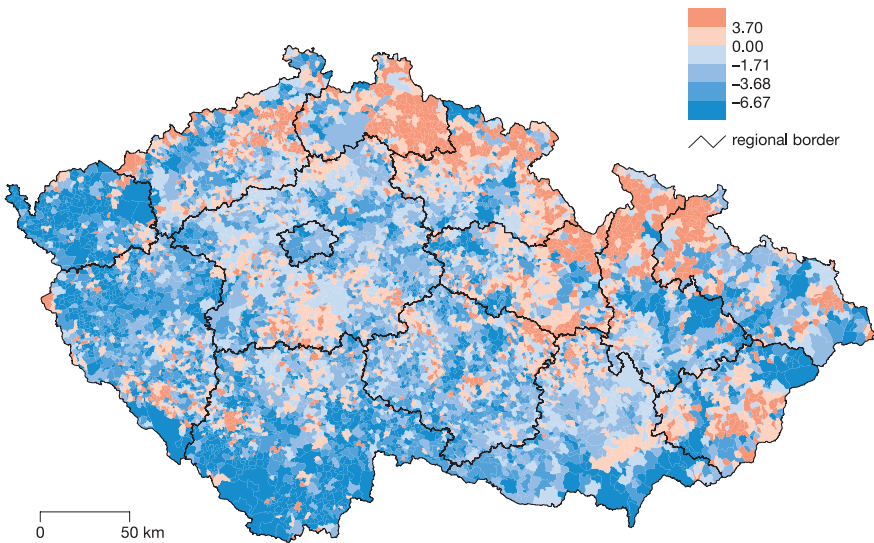 3.70
0.00
–1.71
–3.68
–6.67
regional border
0 50 km